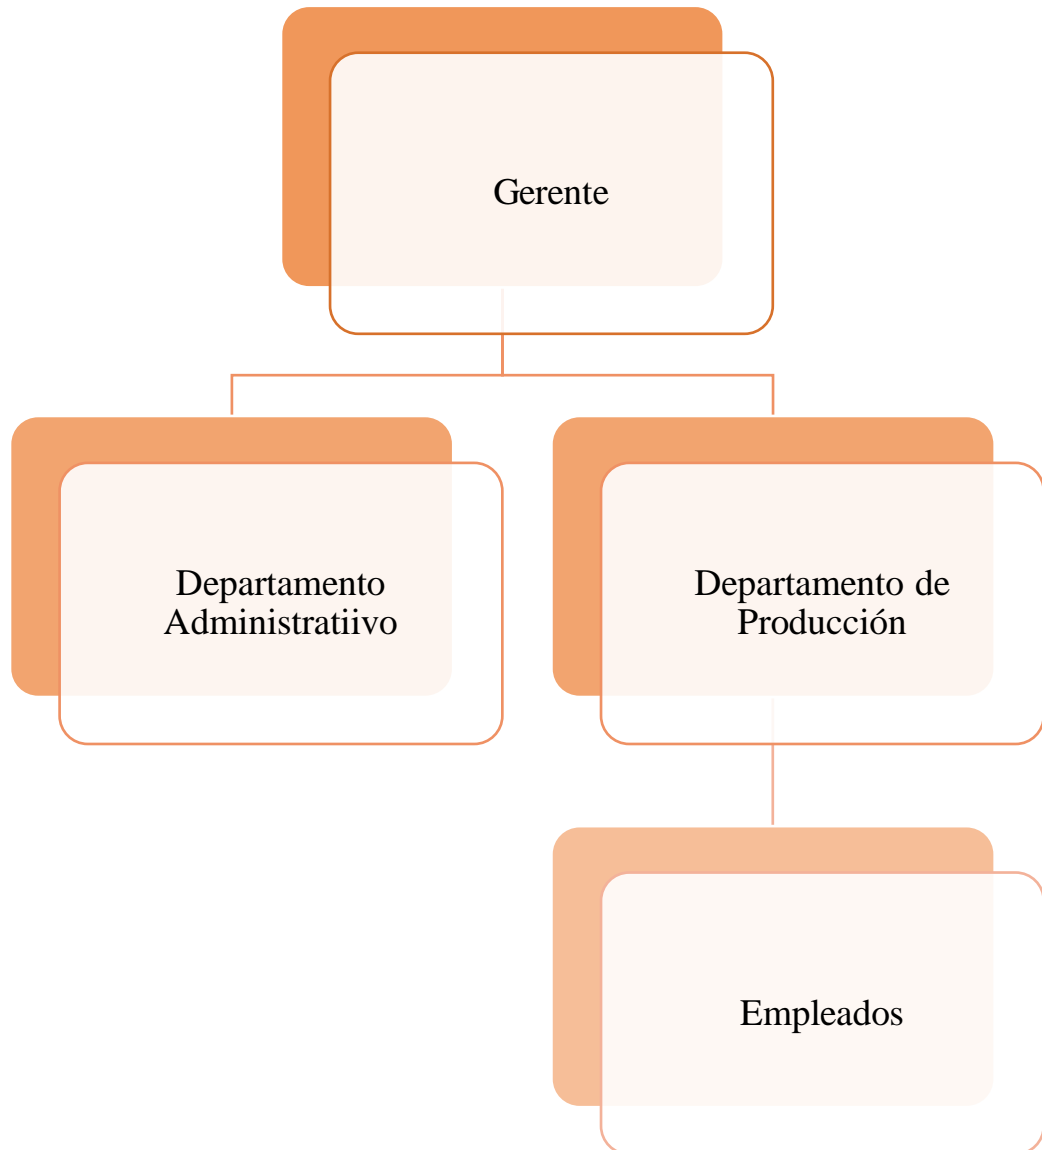 Gerente
Departamento
Administratiivo
Departamento de
Producción
Empleados